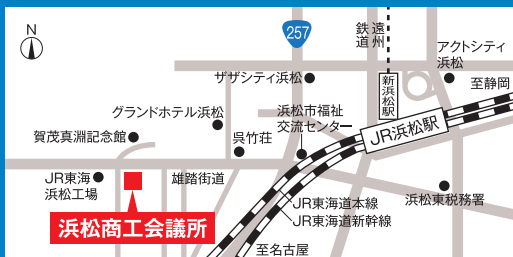 N
257
遠州
鉄道
アクトシティ
浜松
ザザシティ浜松
新浜松駅
至静岡
グランドホテル浜松
浜松市福祉
交流センター
JR浜松駅
賀茂真淵記念館
呉竹荘
JR東海
浜松工場
雄踏街道
浜松東税務署
JR東海道本線
JR東海道新幹線
浜松商工会議所
至名古屋